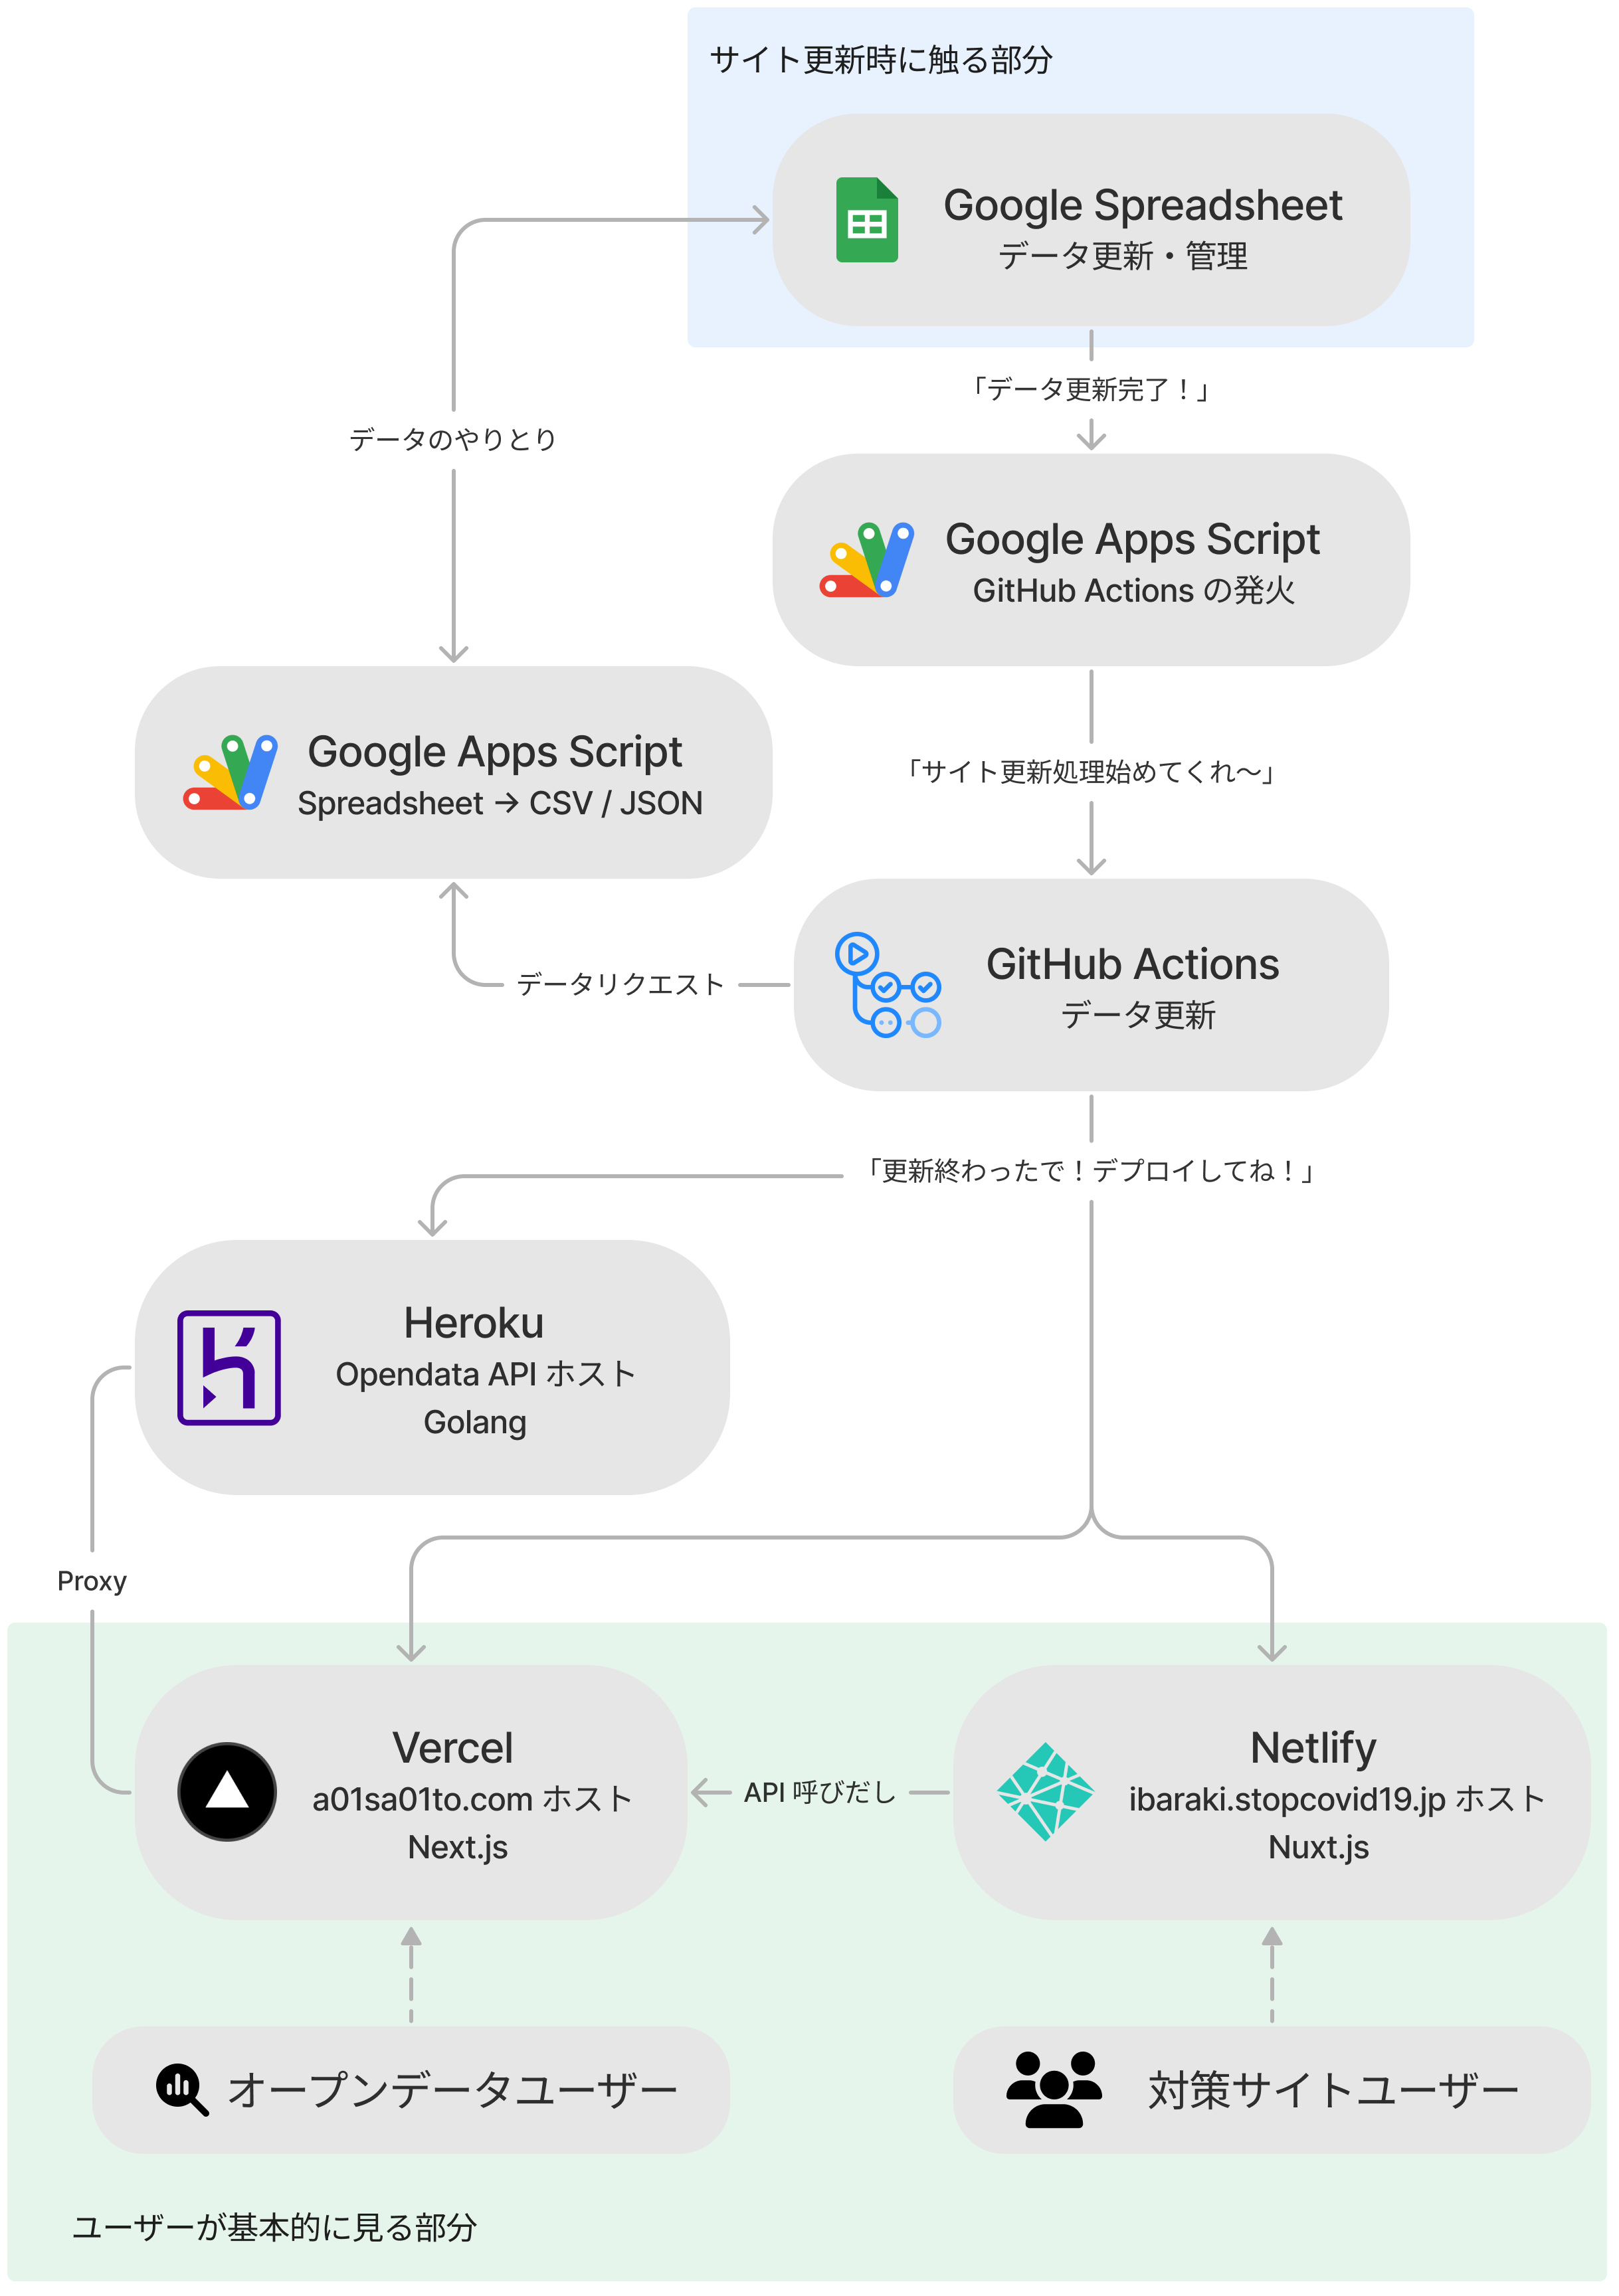 サイト更新時に触る部分
Google Spreadsheet
データ更新・管理
「データ更新完了！」
データのやりとり
Google Apps Script
GitHub Actions の発火
Google Apps Script
Spreadsheet → CSV / JSON
「サイト更新処理始めてくれ〜」
GitHub Actions
データ更新
データリクエスト
「更新終わったで！デプロイしてね！」
Heroku
Opendata API ホスト
Golang
Proxy
Vercel
a01sa01to.com ホスト
Next.js
API 呼びだし
Netlify
ibaraki.stopcovid19.jp ホスト
Nuxt.js
オープンデータユーザー
対策サイトユーザー
ユーザーが基本的に見る部分